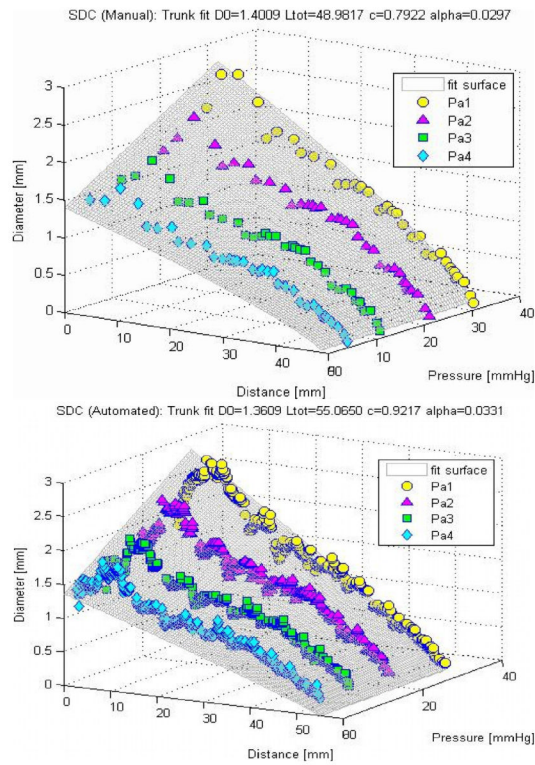 SDC (Manual): Trunk fit D0=1.4009 Ltot=48.9817 c=0.7922 alpha=0.0297
3
2.5
2
1.5
1
0.5
0
Diameter [mm]
fit surface
Pa1
Pa2
Pa3
Pa4
0
10
20
30
40
50
60
Distance [mm]
0
10
20
30
40
Pressure [mmHg]
SDC (Automated): Trunk fit D0=1.3609 Ltot=55.0650 c=0.9217 alpha=0.0331
3
2.5
2
1.5
1
0.5
0
Diameter [mm]
fit surface
Pa1
Pa2
Pa3
Pa4
0
10
20
30
40
50
60
Distance [mm]
20
40
Pressure [mmHg]